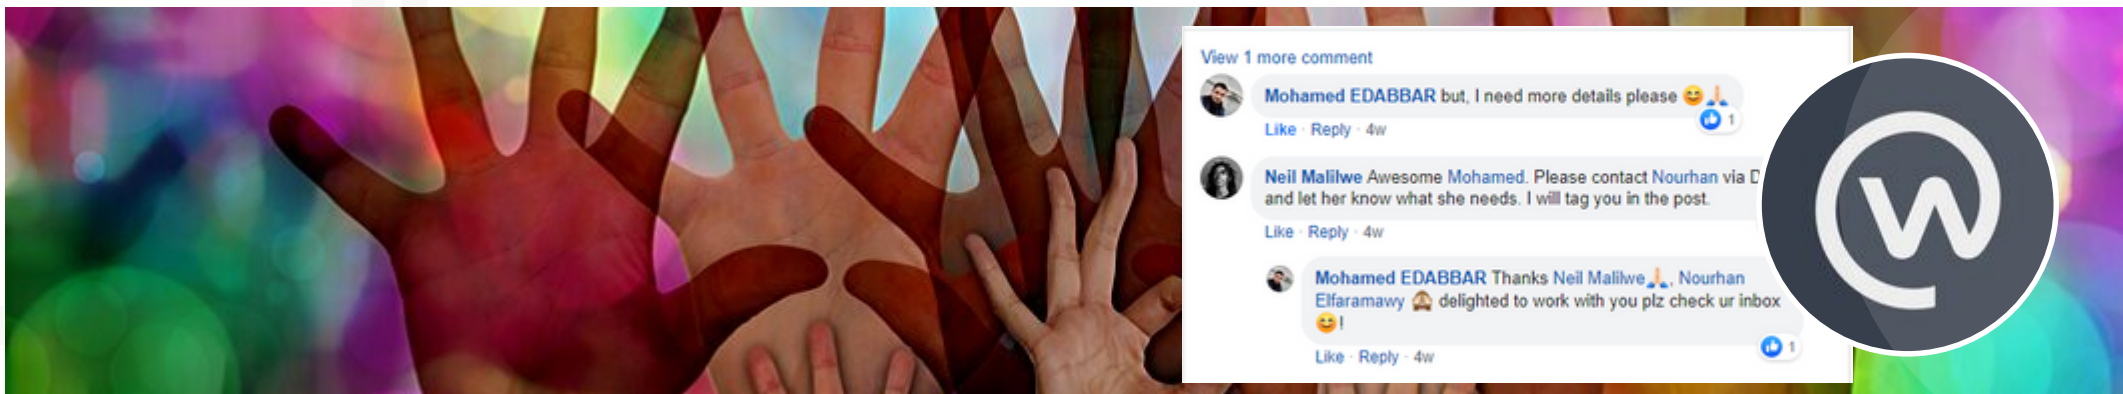 View 1 more comment
Mohamed EDABBAR but, I need more details please 😊🙏
1
Like · Reply · 4w
Neil Malilwe Awesome Mohamed. Please contact Nourhan via
and let her know what she needs. I will tag you in the post.
Like · Reply · 4w
Mohamed EDABBAR Thanks Neil Malilwe🙏, Nourhan
Elfaramawy 🙈 delighted to work with you plz check ur inbox
😊!
1
Like · Reply · 4w
W